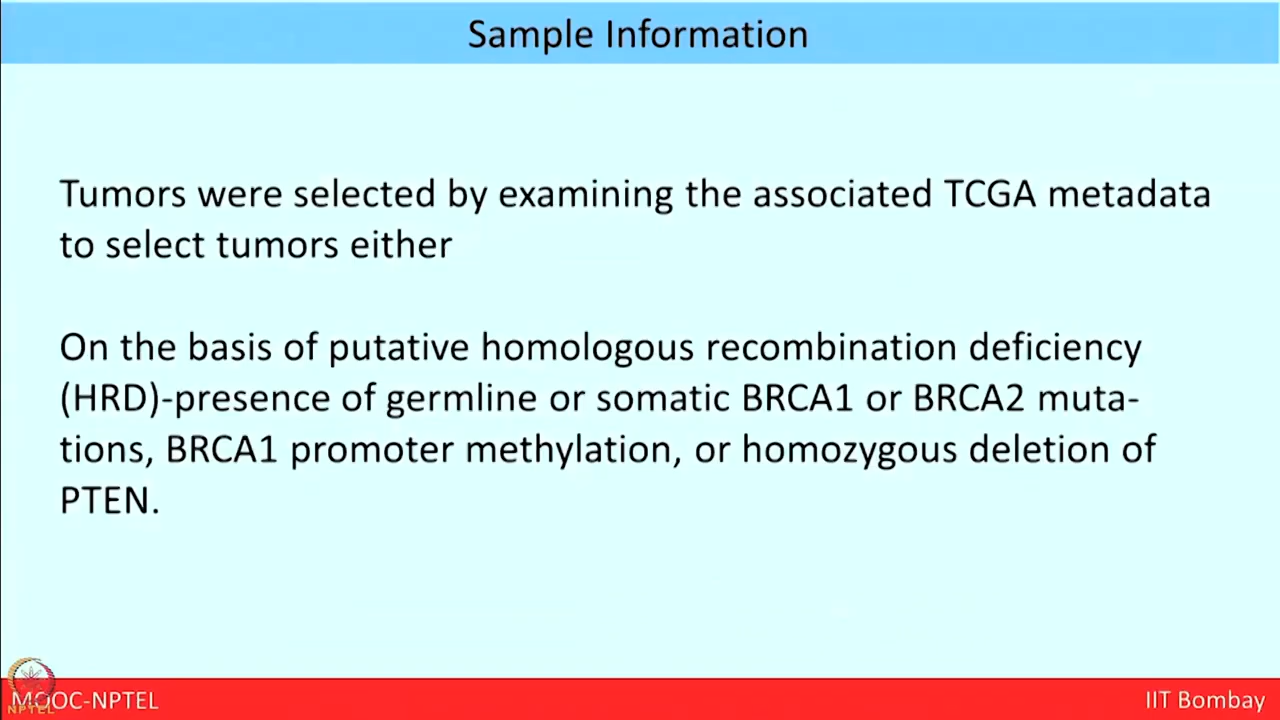 Sample Information
Tumors were selected by examining the associated TCGA metadata
to select tumors either
On the basis of putative homologous recombination deficiency
(HRD)-presence of germline or somatic BRCA1 or BRCA2 muta-
tions, BRCA1 promoter methylation, or homozygous deletion of
PTEN.
MOOC-NPTEL
NPTEL
IIT Bombay